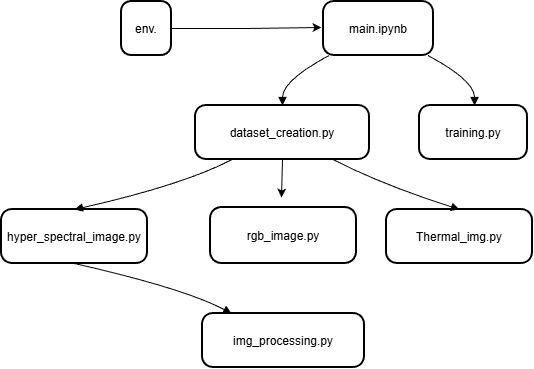 env.
main.ipynb
dataset_creation.py
training.py
hyper_spectral_image.py
rgb_image.py
Thermal_img.py
img_processing.py